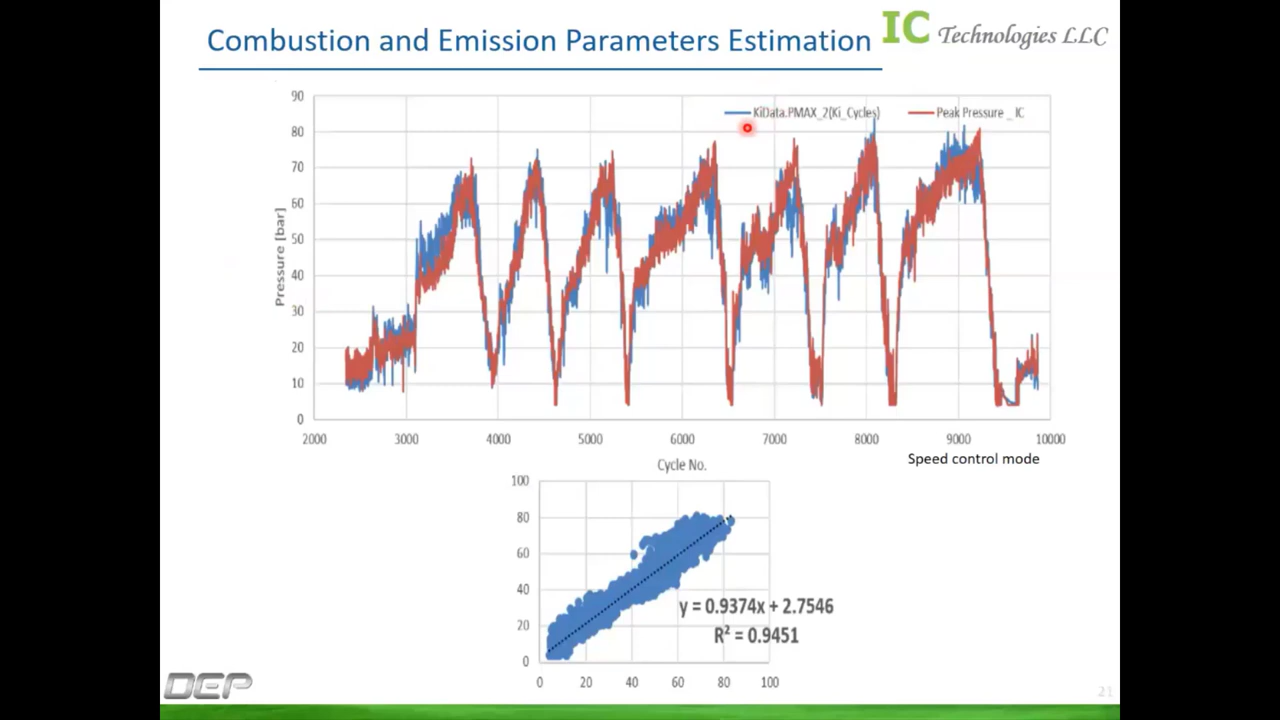 Combustion and Emission Parameters Estimation
IC Technologies LLC
90
80
70
60
50
40
30
20
10
0
Pressure [bar]
KiData.PMAX_2(Ki_Cycles)
Peak Pressure _ IC
2000 3000 4000 5000 6000 7000 8000 9000 10000
Cycle No.
Speed control mode
100
80
60
40
20
0
y = 0.9374x + 2.7546
R² = 0.9451
0 20 40 60 80 100
DEP
21